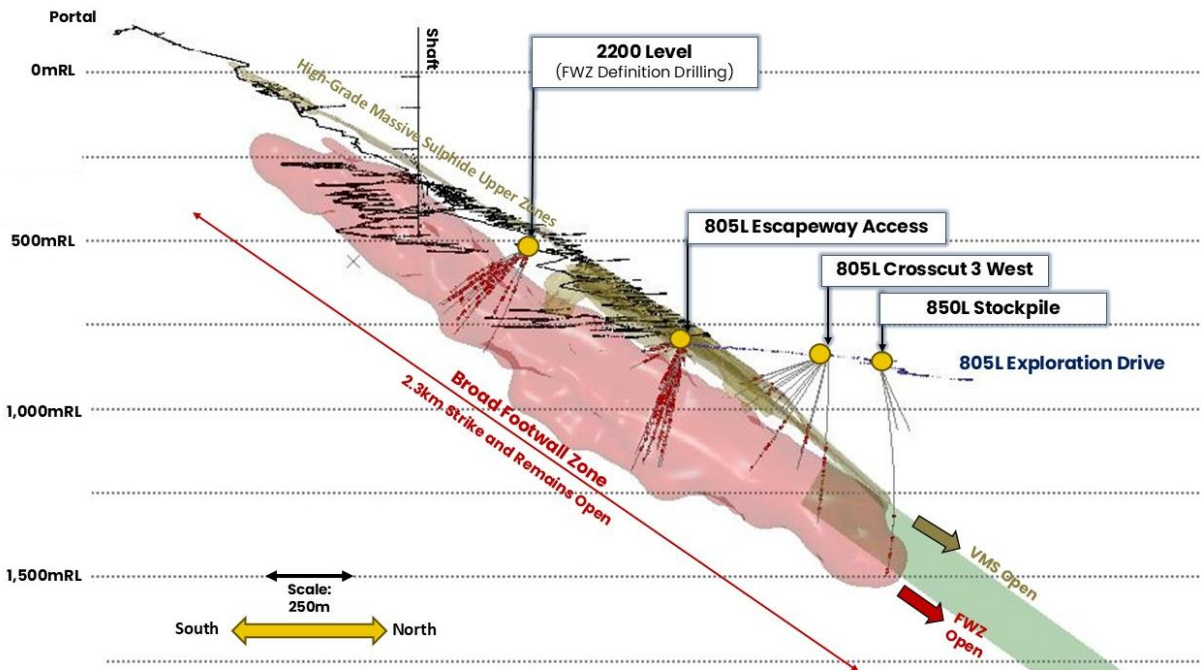 Portal
0mRL
Shaft
High-Grade Massive Sulphide Upper Zones
2200 Level
(FWZ Definition Drilling)
500mRL
805L Escapeway Access
805L Crosscut 3 West
850L Stockpile
805L Exploration Drive
1,000mRL
Broad Footwall Zone
2.3km Strike and Remains Open
1,500mRL
VMS Open
FWZ
Open
Scale:
250m
South
North